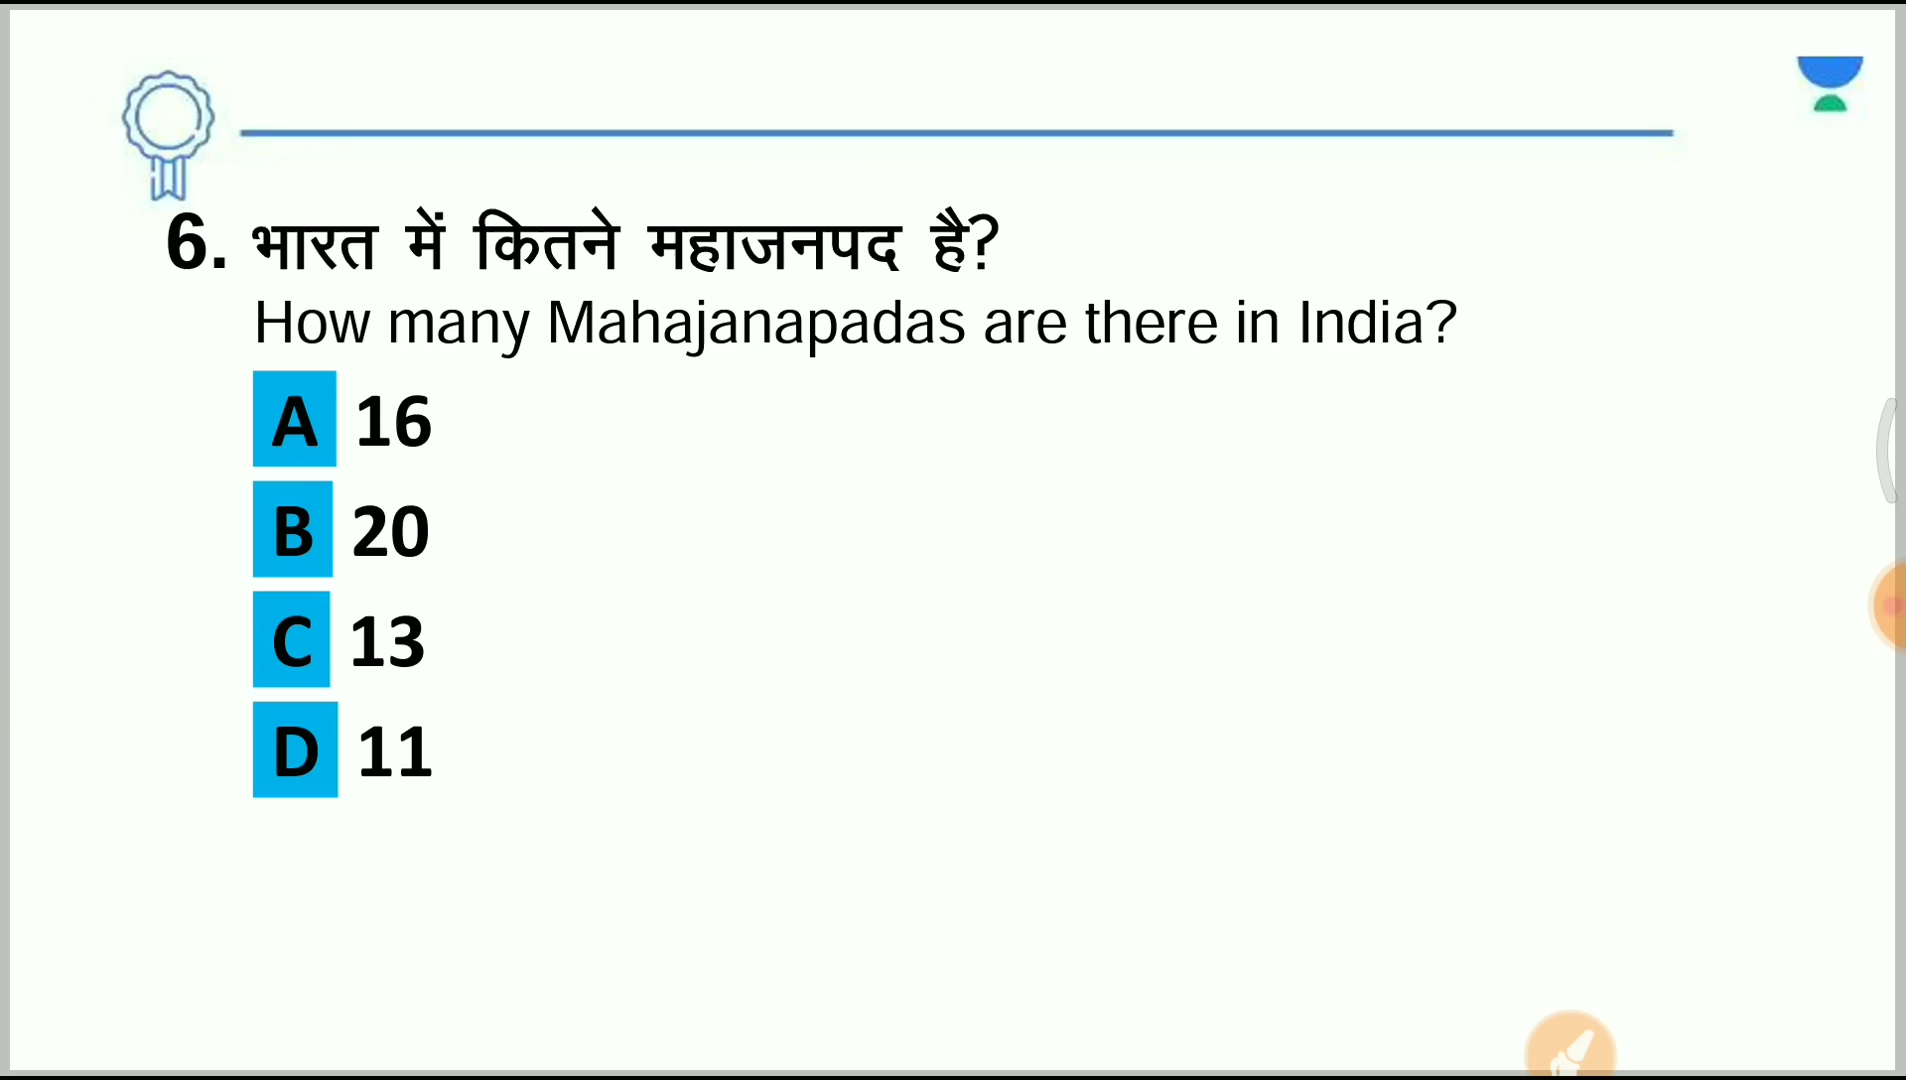 6. भारत में कितने महाजनपद है?
How many Mahajanapadas are there in India?
A 16
B 20
C 13
D 11